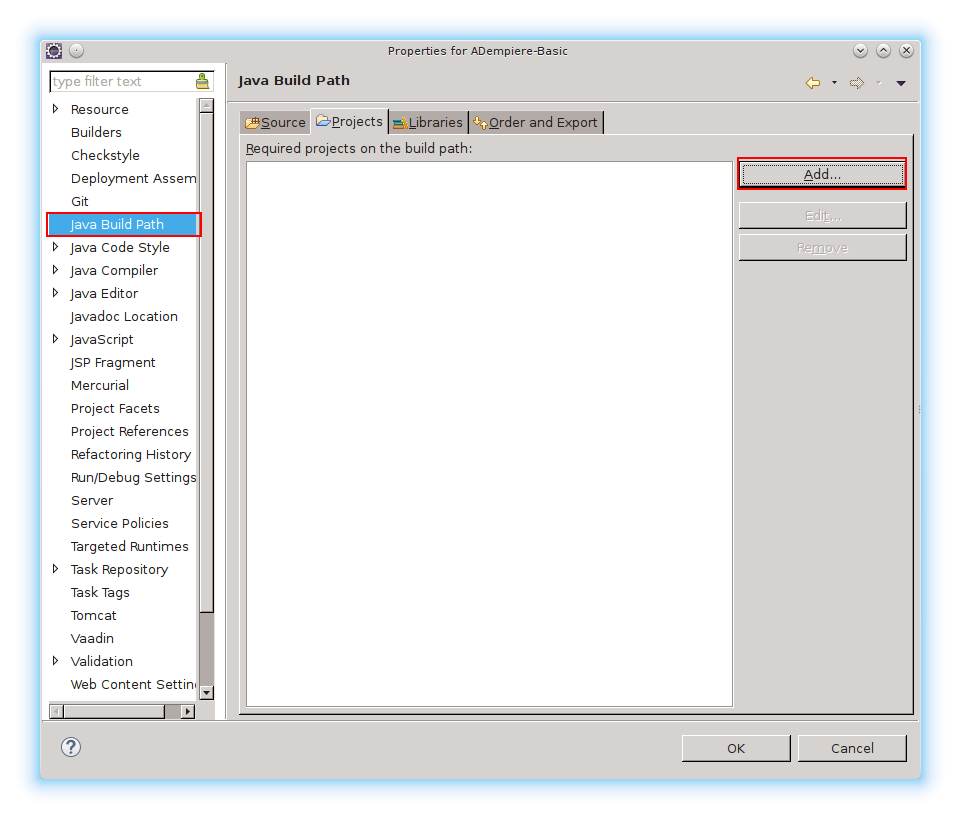 Properties for ADempiere-Basic
type filter text
Resource
Builders
Checkstyle
Deployment Assem
Git
Java Build Path
Java Code Style
Java Compiler
Java Editor
Javadoc Location
JavaScript
JSP Fragment
Mercurial
Project Facets
Project References
Refactoring History
Run/Debug Settings
Server
Service Policies
Targeted Runtimes
Task Repository
Task Tags
Tomcat
Vaadin
Validation
Web Content Settin
Java Build Path
Source Projects Libraries Order and Export
Required projects on the build path:
Add...
Edit...
Remove
?
OK Cancel